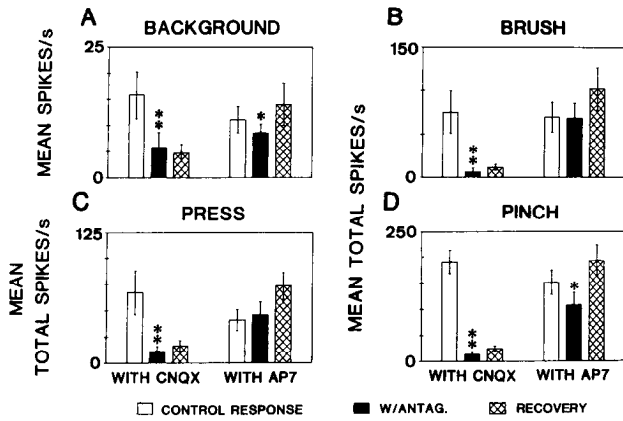 A BACKGROUND
MEAN SPIKES/s
25
0
** *
B BRUSH
150
0
**
C PRESS
MEAN
TOTAL SPIKES/s
125
0
**
WITH CNQX WITH AP7
D PINCH
MEAN TOTAL SPIKES/s
250
0
** *
WITH CNQX WITH AP7
CONTROL RESPONSE W/ANTAG. RECOVERY